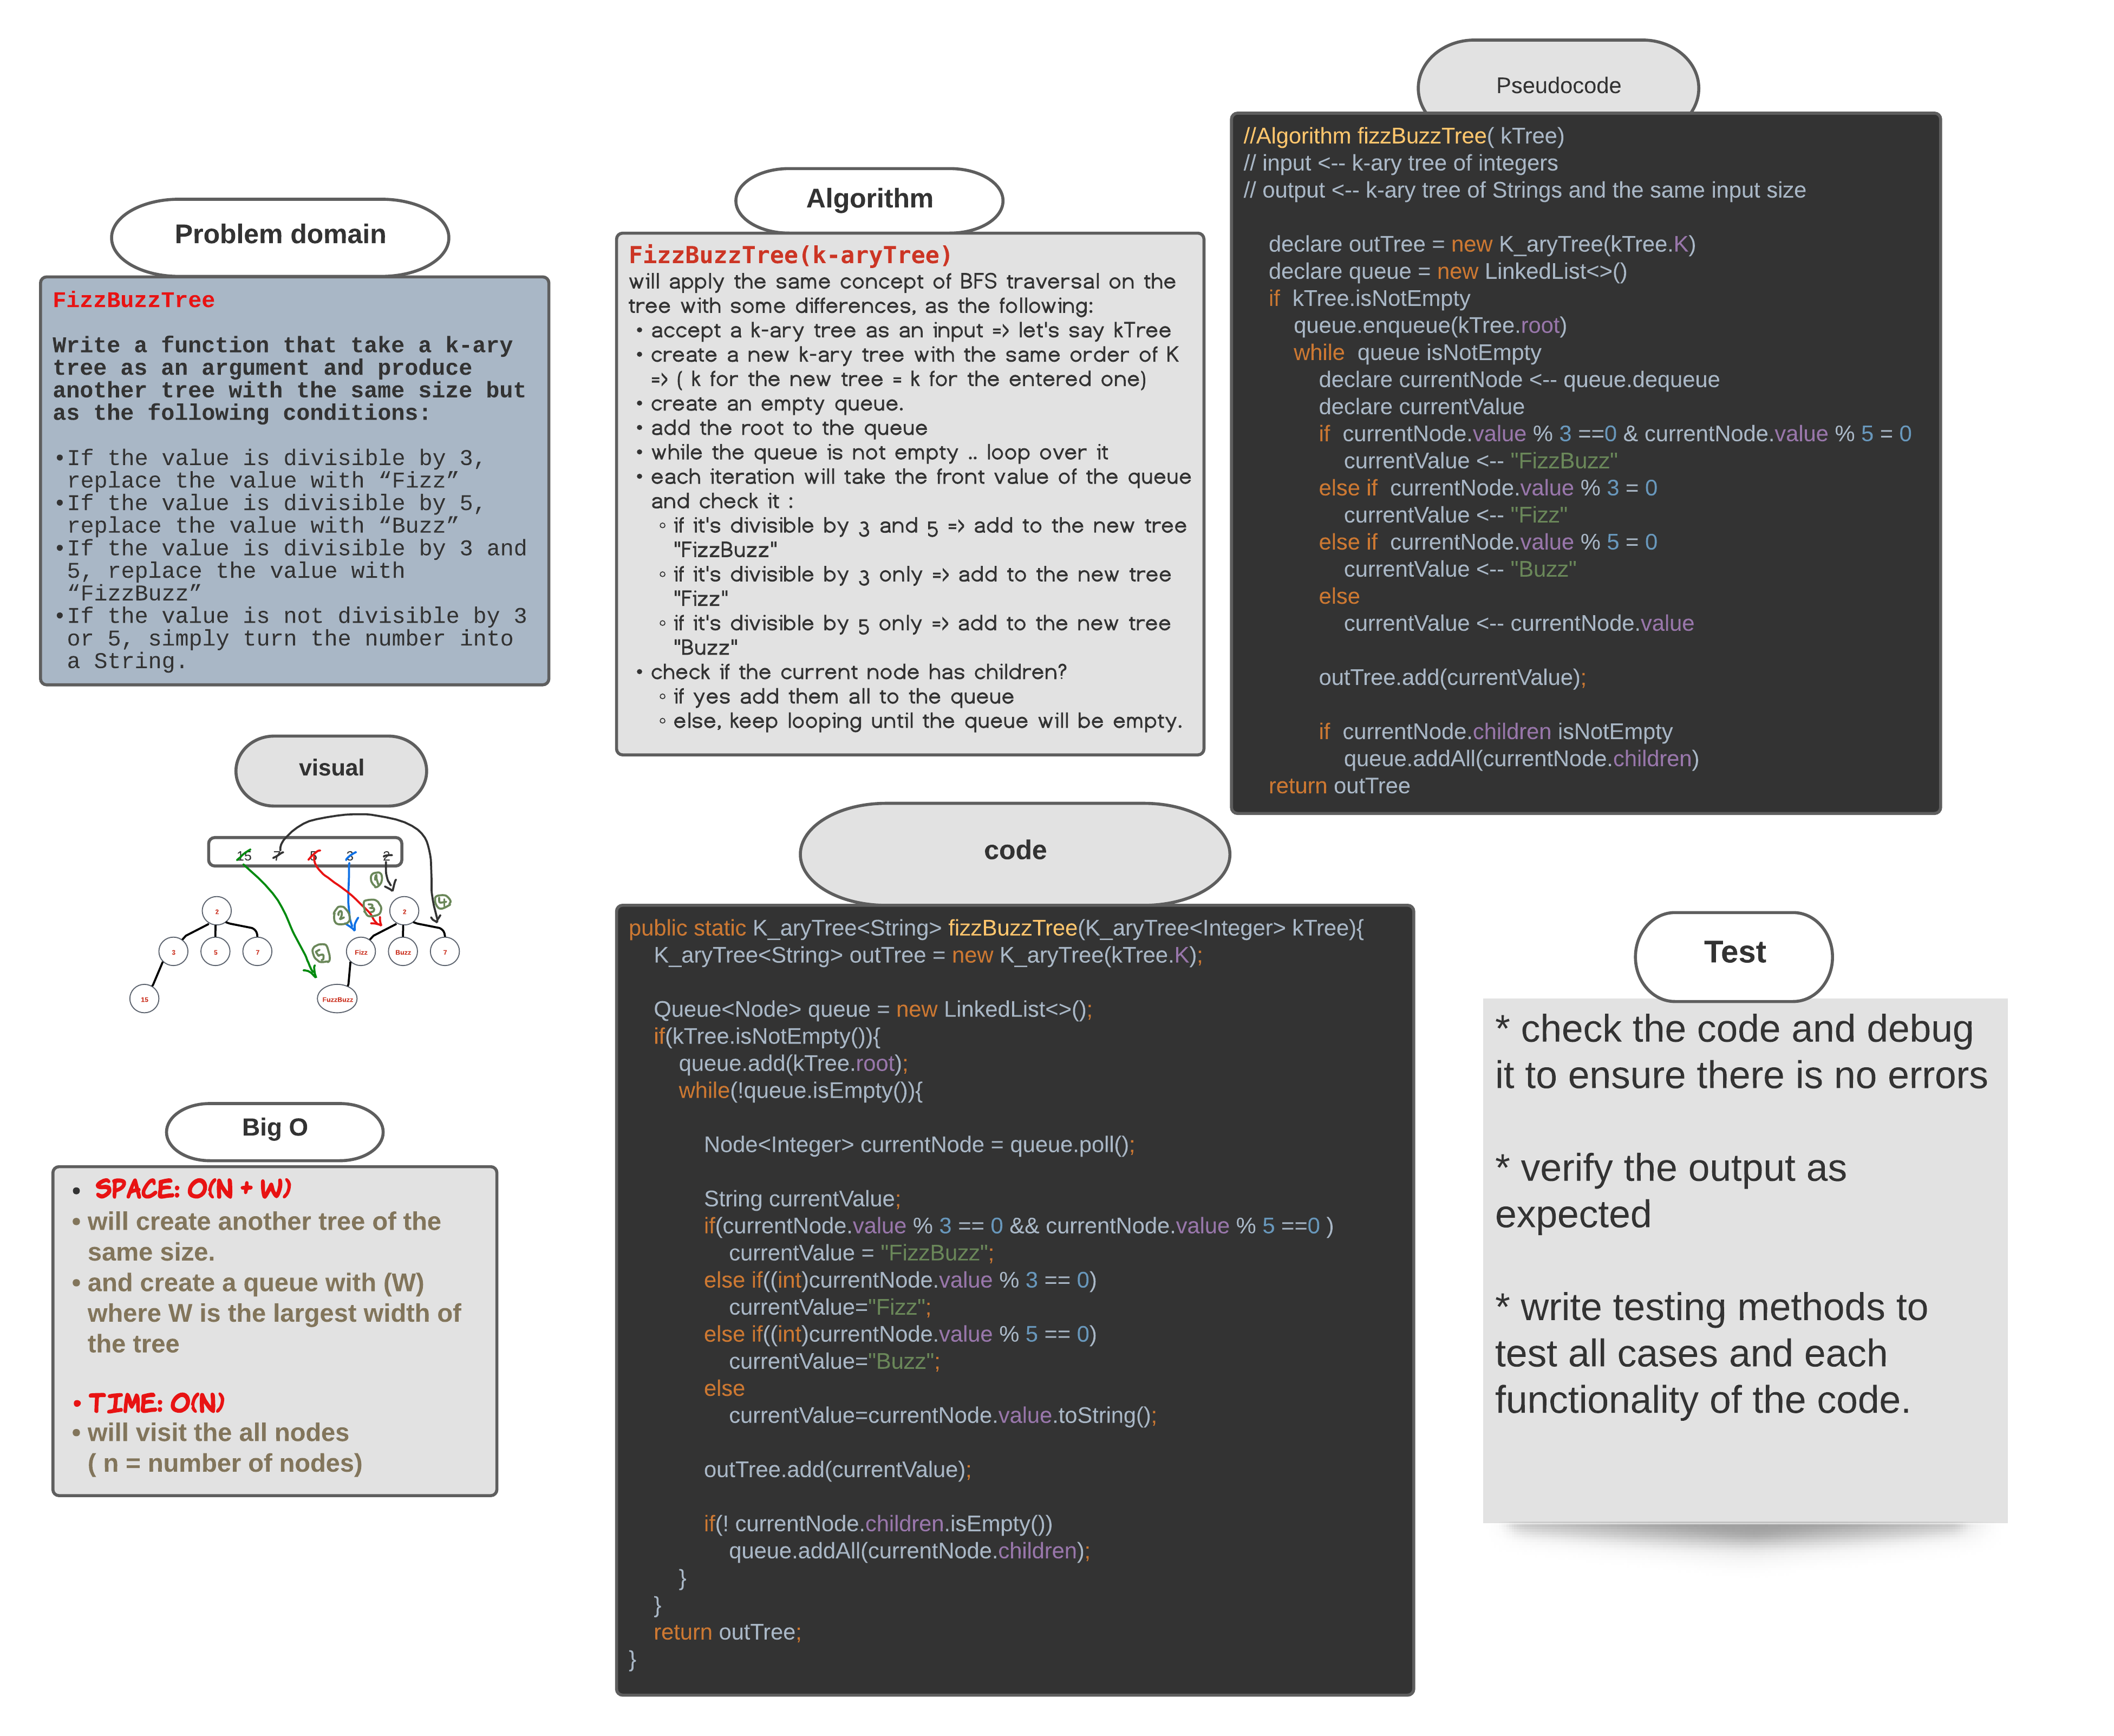 Problem domain
FizzBuzzTree
Write a function that take a k-ary
tree as an argument and produce
another tree with the same size but
as the following conditions:
•If the value is divisible by 3,
replace the value with “Fizz”
•If the value is divisible by 5,
replace the value with “Buzz”
•If the value is divisible by 3 and
5, replace the value with
“FizzBuzz”
•If the value is not divisible by 3
or 5, simply turn the number into
a String.
visual
15 7 5 3 2
1
2
3
4
5
2
3 5 7
15
2
Fizz Buzz 7
FuzzBuzz
Big O
• SPACE: O(N + W)
• will create another tree of the
same size.
• and create a queue with (W)
where W is the largest width of
the tree
• TIME: O(N)
• will visit the all nodes
( n = number of nodes)
Algorithm
FizzBuzzTree(k-aryTree)
will apply the same concept of BFS traversal on the
tree with some differences, as the following:
• accept a k-ary tree as an input => let's say kTree
• create a new k-ary tree with the same order of K
=> ( k for the new tree = k for the entered one)
• create an empty queue.
• add the root to the queue
• while the queue is not empty .. loop over it
• each iteration will take the front value of the queue
and check it :
◦ if it's divisible by 3 and 5 => add to the new tree
"FizzBuzz"
◦ if it's divisible by 3 only => add to the new tree
"Fizz"
◦ if it's divisible by 5 only => add to the new tree
"Buzz"
• check if the current node has children?
◦ if yes add them all to the queue
◦ else, keep looping until the queue will be empty.
Pseudocode
//Algorithm fizzBuzzTree( kTree)
// input <-- k-ary tree of integers
// output <-- k-ary tree of Strings and the same input size
declare outTree = new K_aryTree(kTree.K)
declare queue = new LinkedList<>()
if kTree.isNotEmpty
queue.enqueue(kTree.root)
while queue isNotEmpty
declare currentNode <-- queue.dequeue
declare currentValue
if currentNode.value % 3 ==0 & currentNode.value % 5 = 0
currentValue <-- "FizzBuzz"
else if currentNode.value % 3 = 0
currentValue <-- "Fizz"
else if currentNode.value % 5 = 0
currentValue <-- "Buzz"
else
currentValue <-- currentNode.value
outTree.add(currentValue);
if currentNode.children isNotEmpty
queue.addAll(currentNode.children)
return outTree
code
public static K_aryTree<String> fizzBuzzTree(K_aryTree<Integer> kTree){
K_aryTree<String> outTree = new K_aryTree(kTree.K);
Queue<Node> queue = new LinkedList<>();
if(kTree.isNotEmpty()){
queue.add(kTree.root);
while(!queue.isEmpty()){
Node<Integer> currentNode = queue.poll();
String currentValue;
if(currentNode.value % 3 == 0 && currentNode.value % 5 ==0 )
currentValue = "FizzBuzz";
else if((int)currentNode.value % 3 == 0)
currentValue="Fizz";
else if((int)currentNode.value % 5 == 0)
currentValue="Buzz";
else
currentValue=currentNode.value.toString();
outTree.add(currentValue);
if(! currentNode.children.isEmpty())
queue.addAll(currentNode.children);
}
}
return outTree;
}
Test
* check the code and debug
it to ensure there is no errors
* verify the output as
expected
* write testing methods to
test all cases and each
functionality of the code.